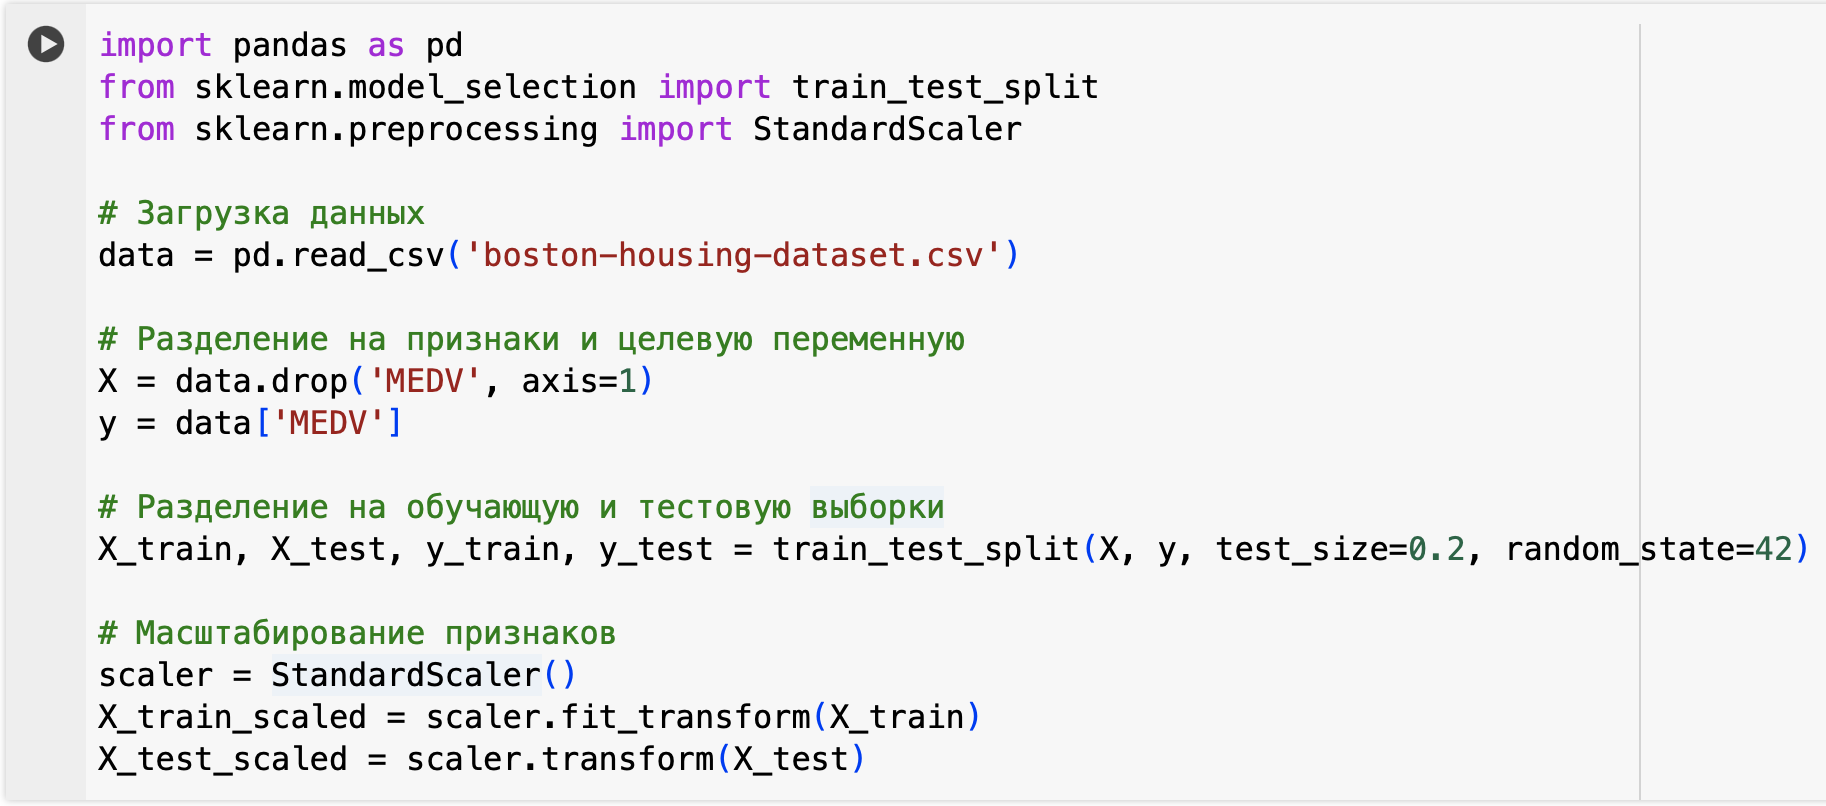 import pandas as pd
from sklearn.model_selection import train_test_split
from sklearn.preprocessing import StandardScaler
# Загрузка данных
data = pd.read_csv('boston-housing-dataset.csv')
# Разделение на признаки и целевую переменную
X = data.drop('MEDV', axis=1)
y = data['MEDV']
# Разделение на обучающую и тестовую выборки
X_train, X_test, y_train, y_test = train_test_split(X, y, test_size=0.2, random_state=42)
# Масштабирование признаков
scaler = StandardScaler()
X_train_scaled = scaler.fit_transform(X_train)
X_test_scaled = scaler.transform(X_test)